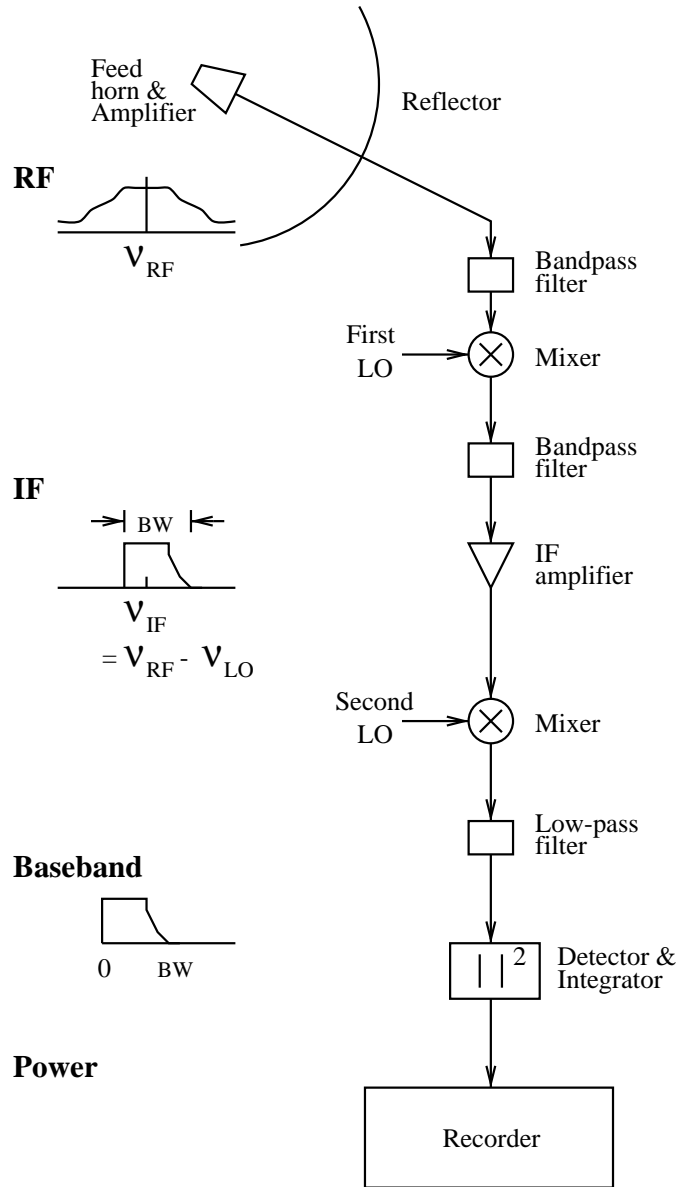 Feed
horn &
Amplifier
Reflector
RF
ν RF
Bandpass
filter
First
LO
Mixer
Bandpass
filter
IF
BW
IF
amplifier
ν IF
= ν RF - ν LO
Second
LO
Mixer
Low-pass
filter
Baseband
0 BW
| | 2
Detector &
Integrator
Power
Recorder